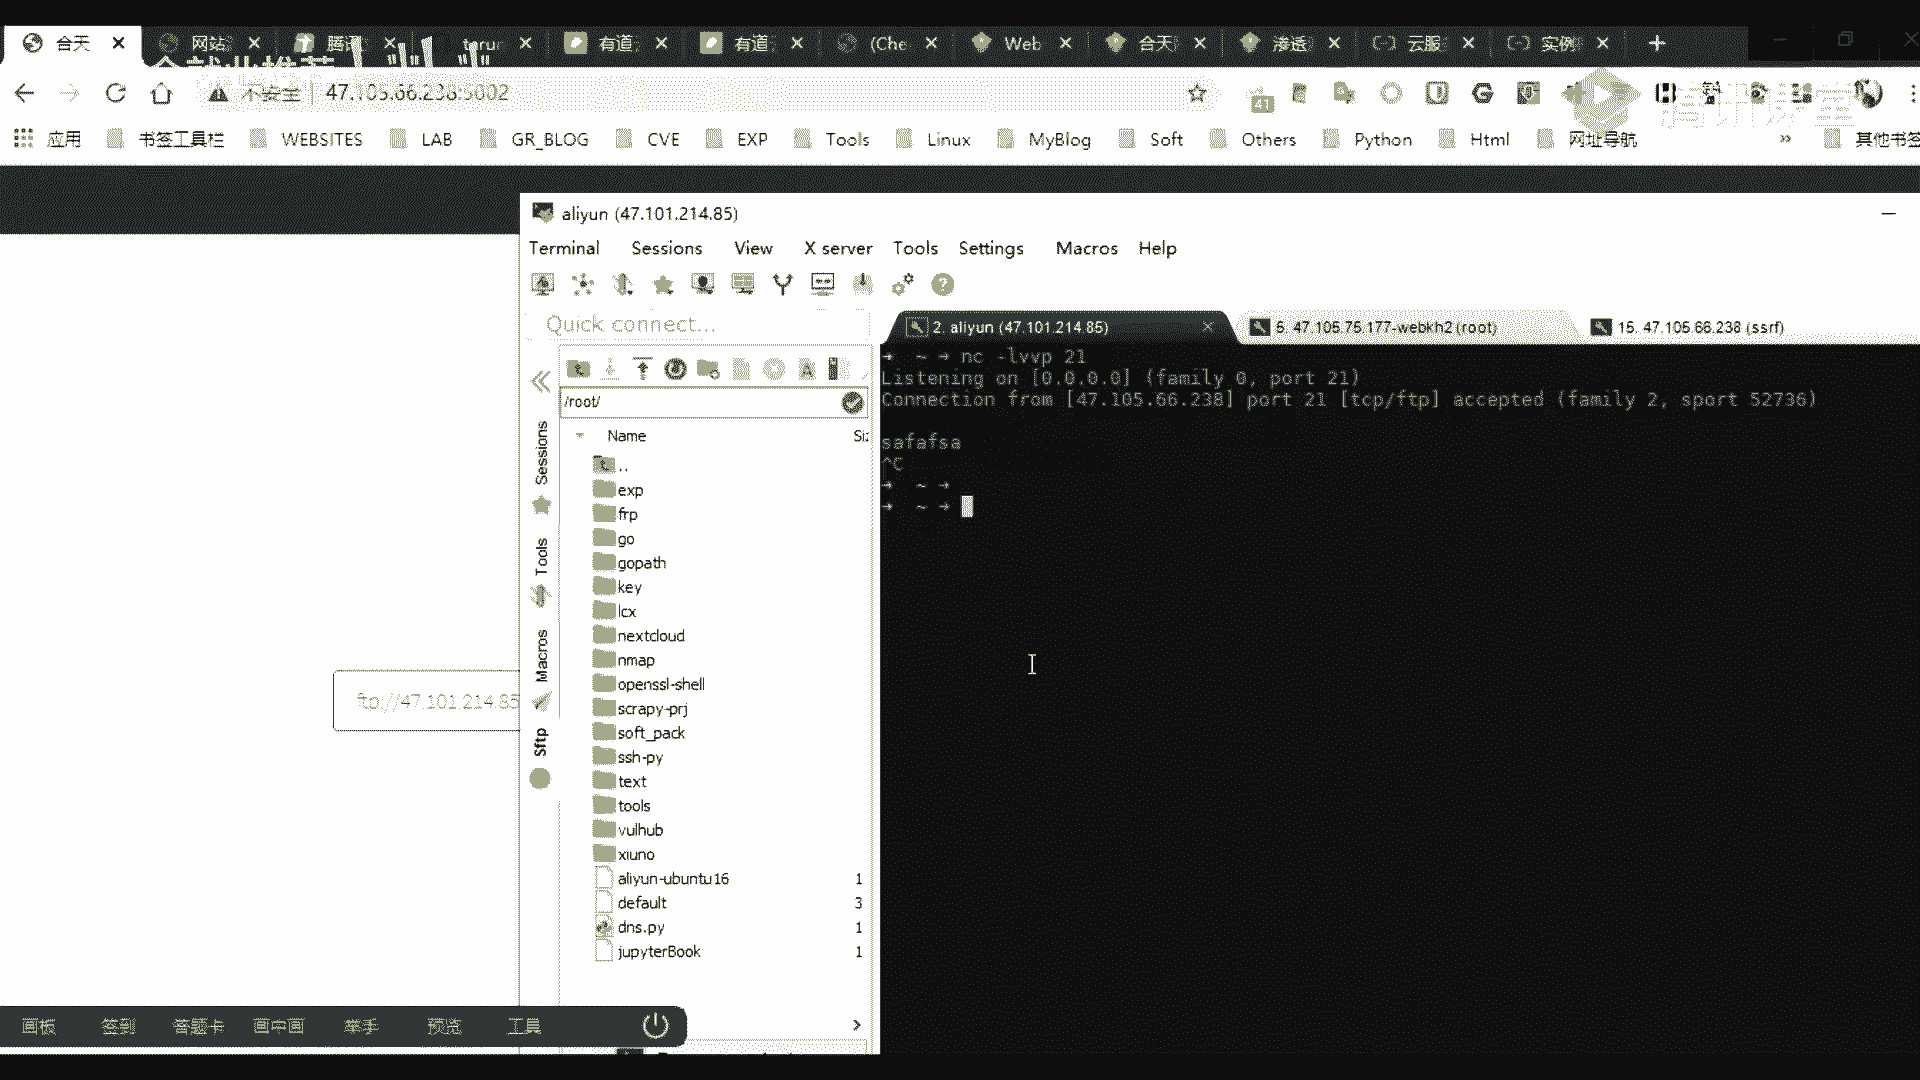 合天
网站
腾讯
有道
有道
(Che
Web
合天
渗透
云服
实例
不安全
47.105.66.238:5002
41
应用
书签工具栏
WEBSITES
LAB
GR_BLOG
CVE
EXP
Tools
Linux
MyBlog
Soft
Others
Python
Html
网址导航
»
其他书签
腾讯课堂
aliyun (47.101.214.85)
Terminal
Sessions
View
X server
Tools
Settings
Macros
Help
Quick connect...
2. aliyun (47.101.214.85)
5. 47.105.75.177-webkh2 (root)
15. 47.105.66.238 (ssrf)
/root/
Name
Siz
..
exp
frp
go
gopath
key
lcx
nextcloud
nmap
openssl-shell
scrapy-prj
soft_pack
ssh-py
text
tools
vulhub
xiuno
aliyun-ubuntu16 1
default 3
dns.py 1
jupyterBook 1
Sessions
Tools
Macros
Sftp
➜ ~ → nc -lvvp 21
Listening on [0.0.0.0] (family 0, port 21)
Connection from [47.105.66.238] port 21 [tcp/ftp] accepted (family 2, sport 52736)
safafsa
^C
➜ ~ →
➜ ~ →
ftp://47.101.214.85
画板
签到
答题卡
画中画
举手
预览
工具